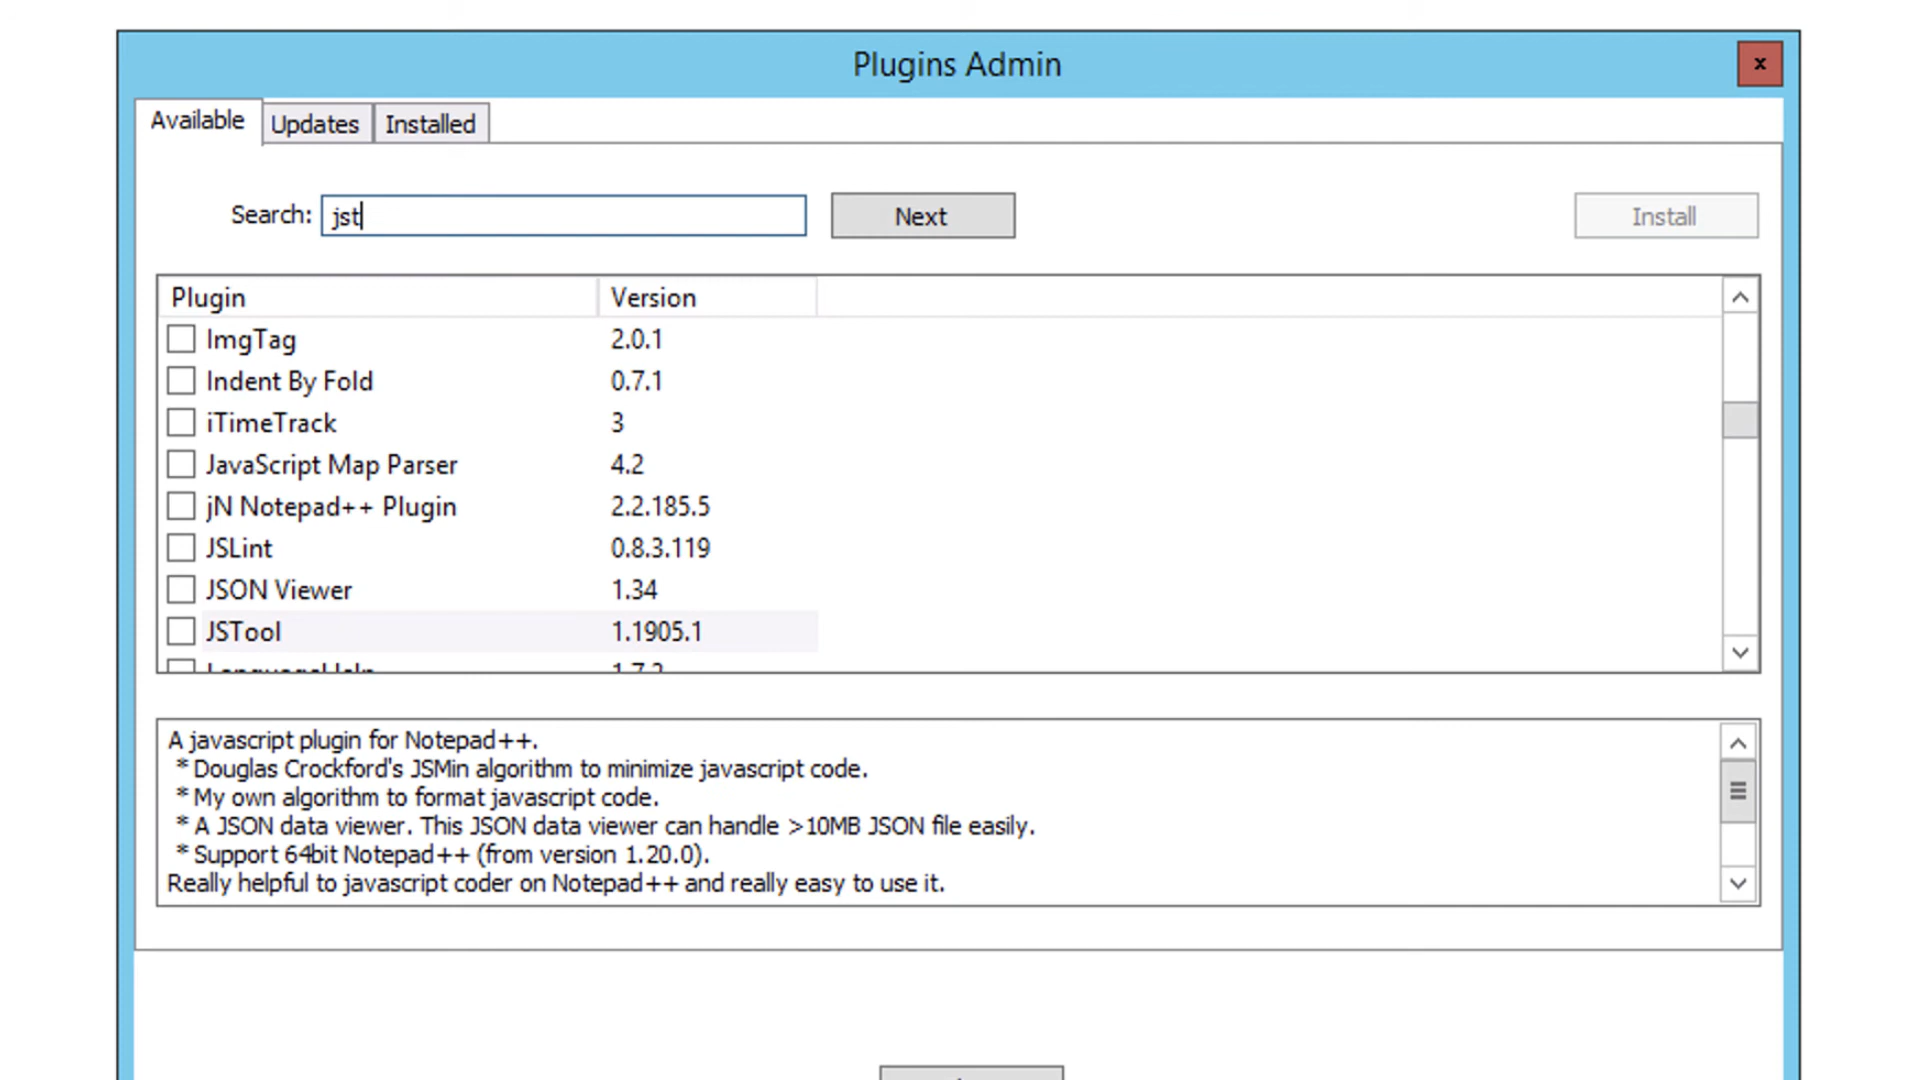 Plugins Admin
x
Available Updates Installed
Search: jst Next Install
Plugin Version
ImgTag 2.0.1
Indent By Fold 0.7.1
iTimeTrack 3
JavaScript Map Parser 4.2
jN Notepad++ Plugin 2.2.185.5
JSLint 0.8.3.119
JSON Viewer 1.34
JSTool 1.1905.1
LanguageHelp 1.7.2
A javascript plugin for Notepad++.
* Douglas Crockford's JSMin algorithm to minimize javascript code.
* My own algorithm to format javascript code.
* A JSON data viewer. This JSON data viewer can handle >10MB JSON file easily.
* Support 64bit Notepad++ (from version 1.20.0).
Really helpful to javascript coder on Notepad++ and really easy to use it.